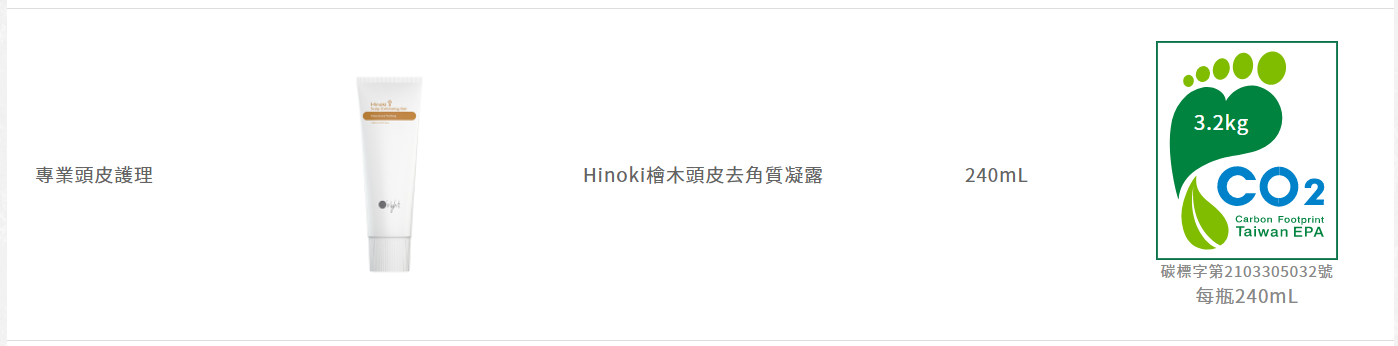 專業頭皮護理
Hinoki
O'right
Hinoki檜木頭皮去角質凝露
240mL
3.2kg
CO2
Carbon Footprint
Taiwan EPA
碳標字第2103305032號
每瓶240mL